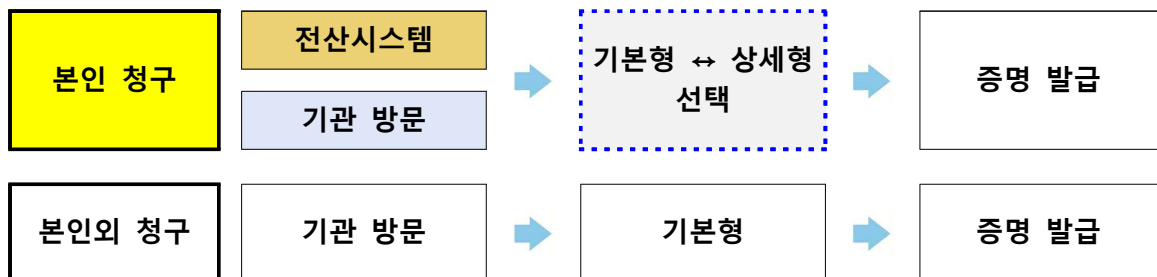 본인 청구
전산시스템
기관 방문
기본형 ↔ 상세형
선택
증명 발급
본인외 청구
기관 방문
기본형
증명 발급